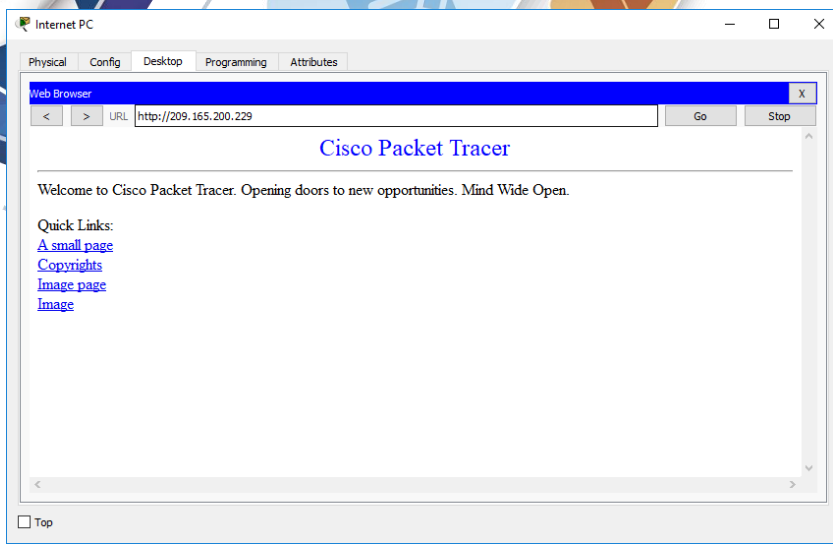 Internet PC
Physical Config Desktop Programming Attributes
Web Browser X
< > URL http://209.165.200.229 Go Stop
Cisco Packet Tracer
Welcome to Cisco Packet Tracer. Opening doors to new opportunities. Mind Wide Open.
Quick Links:
A small page
Copyrights
Image page
Image
Top